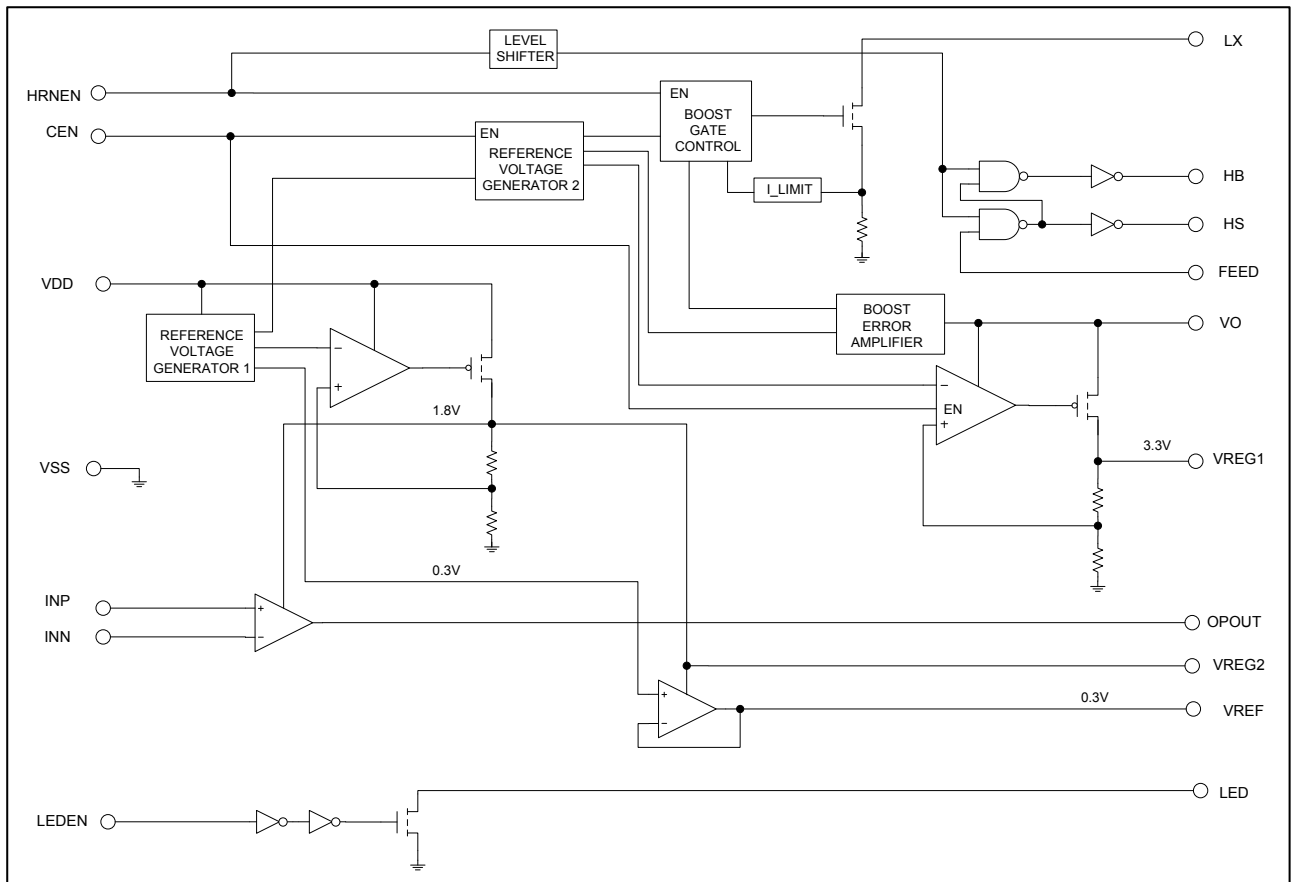 LEVEL
SHIFTER
LX
HRNEN
EN
BOOST
GATE
CONTROL
CEN
EN
REFERENCE
VOLTAGE
GENERATOR 2
I_LIMIT
HB
HS
FEED
VDD
REFERENCE
VOLTAGE
GENERATOR 1
−
+
BOOST
ERROR
AMPLIFIER
VO
−
EN
+
1.8V
3.3V
VREG1
VSS
0.3V
INP
+
INN
−
OPOUT
VREG2
+
−
0.3V
VREF
LED
LEDEN